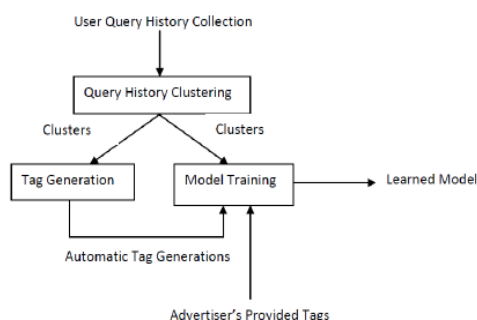 User Query History Collection
Query History Clustering
Clusters
Clusters
Tag Generation
Model Training
Learned Model
Automatic Tag Generations
Advertiser's Provided Tags